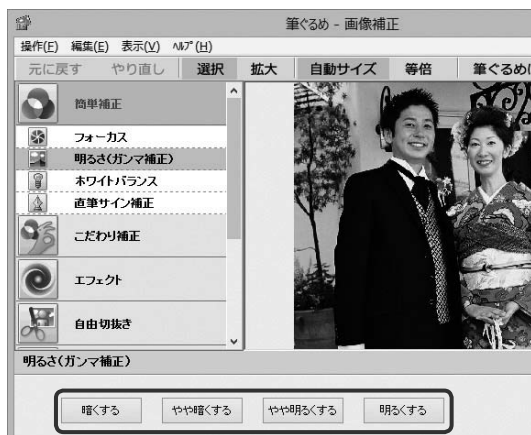 筆ぐるめ - 画像補正
操作(F) 編集(E) 表示(V) ヘルプ(H)
元に戻す やり直し 選択 拡大 自動サイズ 等倍 筆ぐるめ
簡単補正
フォーカス
明るさ(ガンマ補正)
ホワイトバランス
直筆サイン補正
こだわり補正
エフェクト
自由切抜き
明るさ(ガンマ補正)
暗くする やや暗くする やや明るくする 明るくする